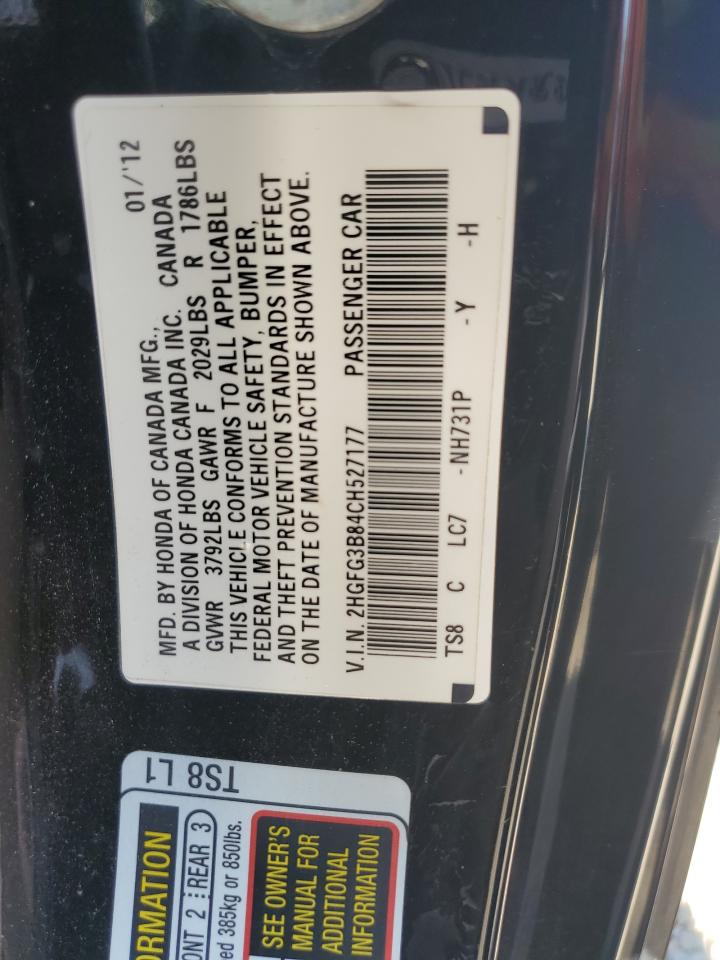 MFD. BY HONDA OF CANADA MFG., 01/'12
A DIVISION OF HONDA CANADA INC. CANADA
GVWR 3792LBS GAWR F 2029LBS R 1786LBS
THIS VEHICLE CONFORMS TO ALL APPLICABLE
FEDERAL MOTOR VEHICLE SAFETY, BUMPER,
AND THEFT PREVENTION STANDARDS IN EFFECT
ON THE DATE OF MANUFACTURE SHOWN ABOVE.
V.I.N. 2HGFG3B84CH527177 PASSENGER CAR
TS8 C LC7 -NH731P -Y -H
TS8 L1
ORMATION
ONT 2 REAR 3
ed 385kg or 850lbs.
SEE OWNER'S
MANUAL FOR
ADDITIONAL
INFORMATION